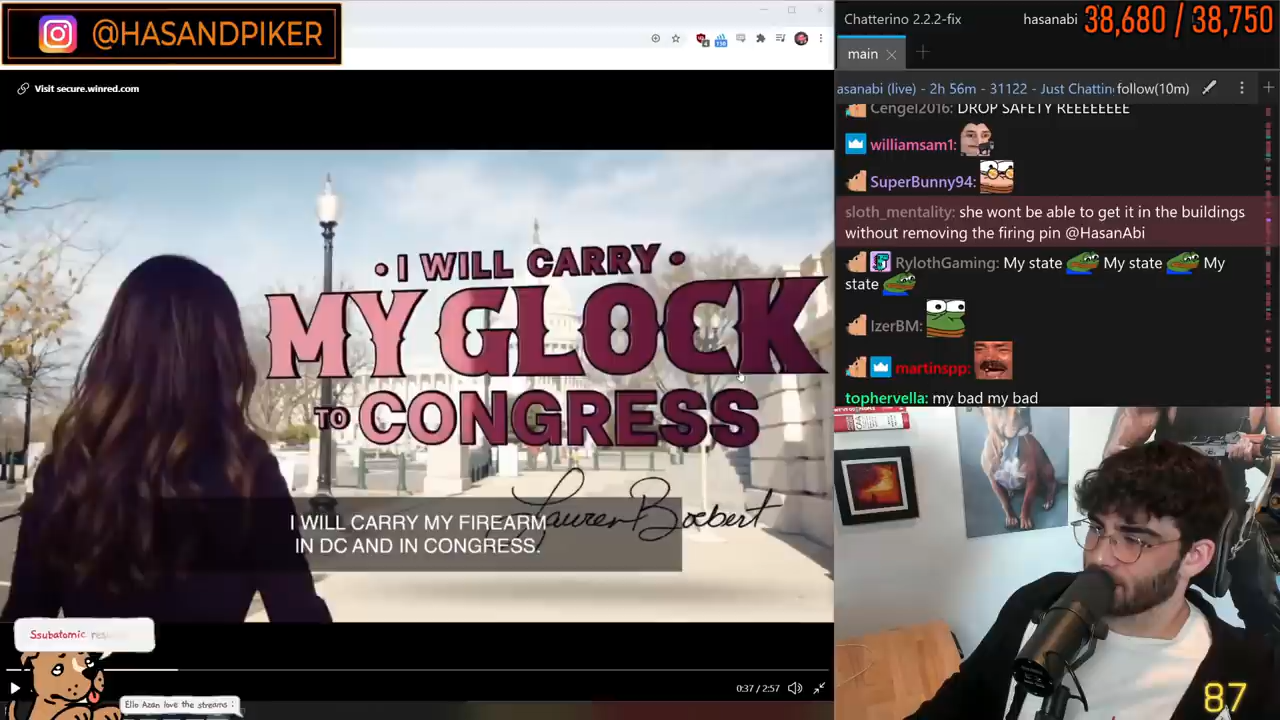 @HASANDPIKER
Visit secure.winred.com
• I WILL CARRY •
MY GLOCK
TO CONGRESS
Lauren Boebert
I WILL CARRY MY FIREARM
IN DC AND IN CONGRESS.
Ssubatomic
Ello Azan love the streams :
0:37 / 2:57
Chatterino 2.2.2-fix
hasanabi
38,680 / 38,750
main
asanabi (live) - 2h 56m - 31122 - Just Chattin
follow(10m)
Cengel2016: DROP SAFETY REEEEEEE
williamsam1:
SuperBunny94:
sloth_mentality: she wont be able to get it in the buildings
without removing the firing pin @HasanAbi
RylothGaming: My state My state My
state
IzerBM:
martinspp:
tophervella: my bad my bad
87